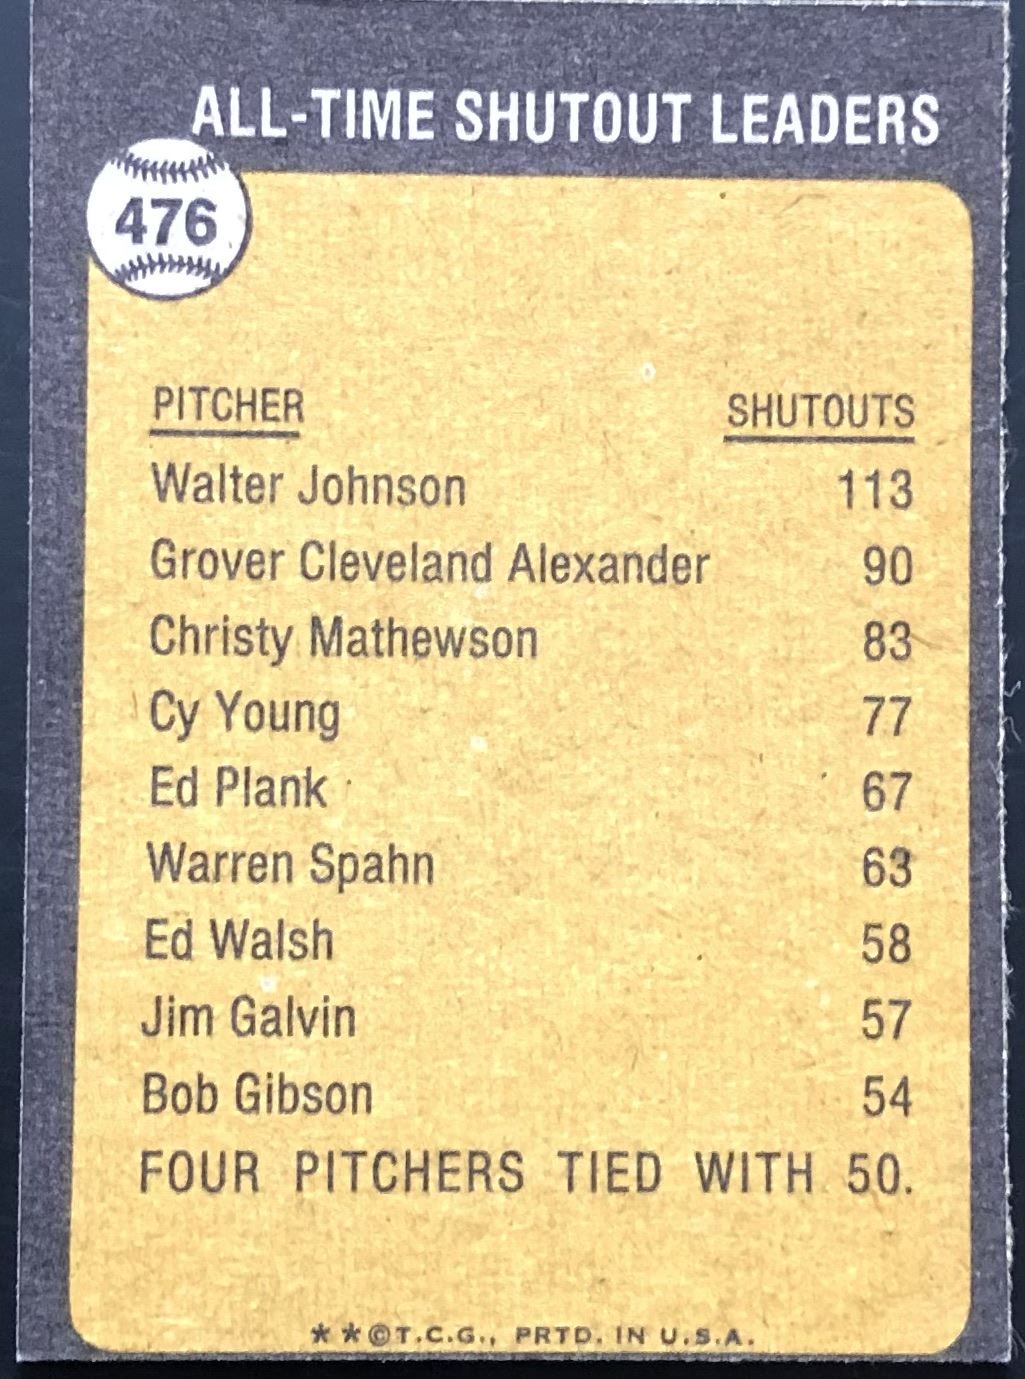 ALL-TIME SHUTOUT LEADERS
476
PITCHER SHUTOUTS
Walter Johnson 113
Grover Cleveland Alexander 90
Christy Mathewson 83
Cy Young 77
Ed Plank 67
Warren Spahn 63
Ed Walsh 58
Jim Galvin 57
Bob Gibson 54
FOUR PITCHERS TIED WITH 50.
★★©T.C.G., PRTD. IN U.S.A.